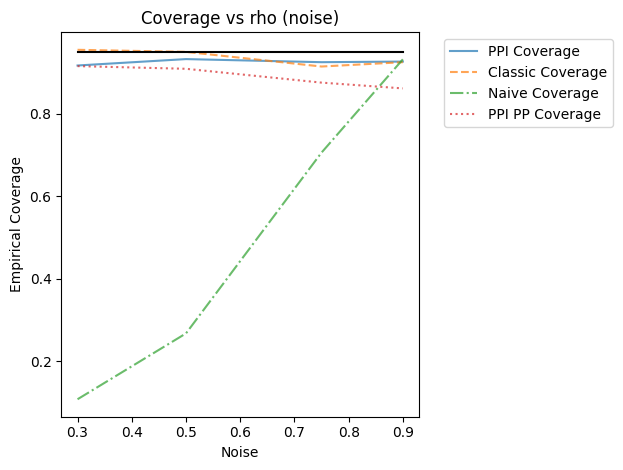 Coverage vs rho (noise)
PPI Coverage
Classic Coverage
Naive Coverage
PPI PP Coverage
Empirical Coverage
0.8
0.6
0.4
0.2
0.3 0.4 0.5 0.6 0.7 0.8 0.9
Noise